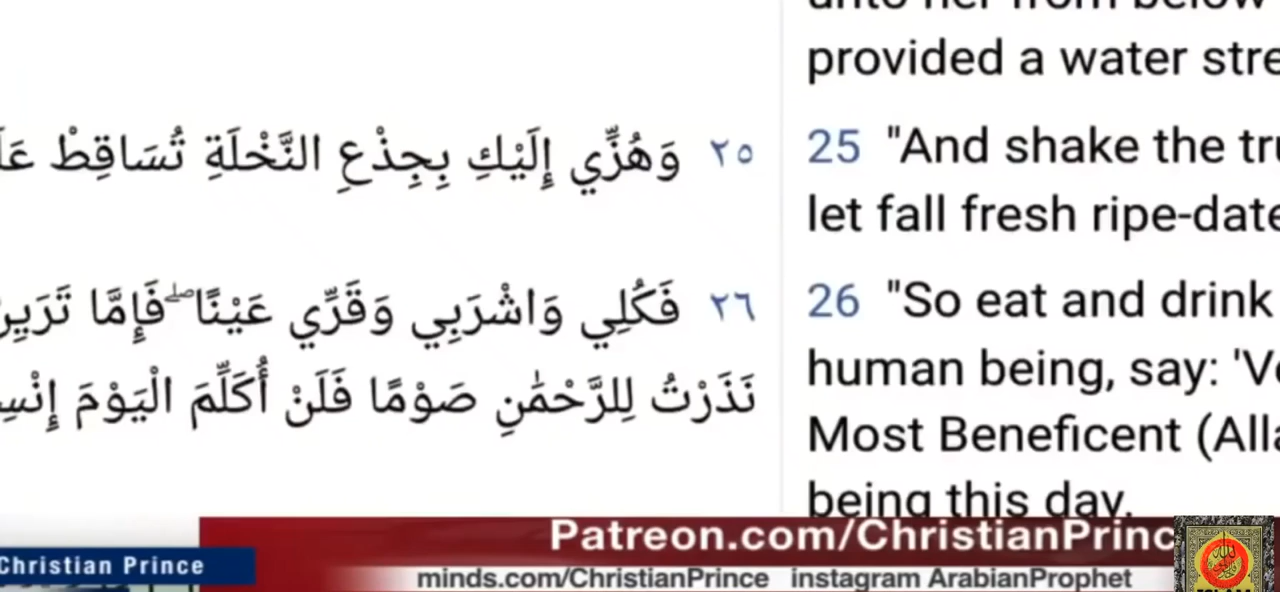 provided a water stre
٢٥ وَهُزِّي إِلَيْكِ بِجِذْعِ النَّخْلَةِ تُسَاقِطْ
25 "And shake the tru
let fall fresh ripe-date
٢٦ فَكُلِي وَاشْرَبِي وَقَرِّي عَيْنًا ۖ فَإِمَّا تَرَيِنَّ
نَذَرْتُ لِلرَّحْمَٰنِ صَوْمًا فَلَنْ أُكَلِّمَ الْيَوْمَ
26 "So eat and drink
human being, say: 'Ve
Most Beneficent (Alla
being this day.
Patreon.com/ChristianPrinc
Christian Prince
minds.com/ChristianPrince instagram ArabianProphet